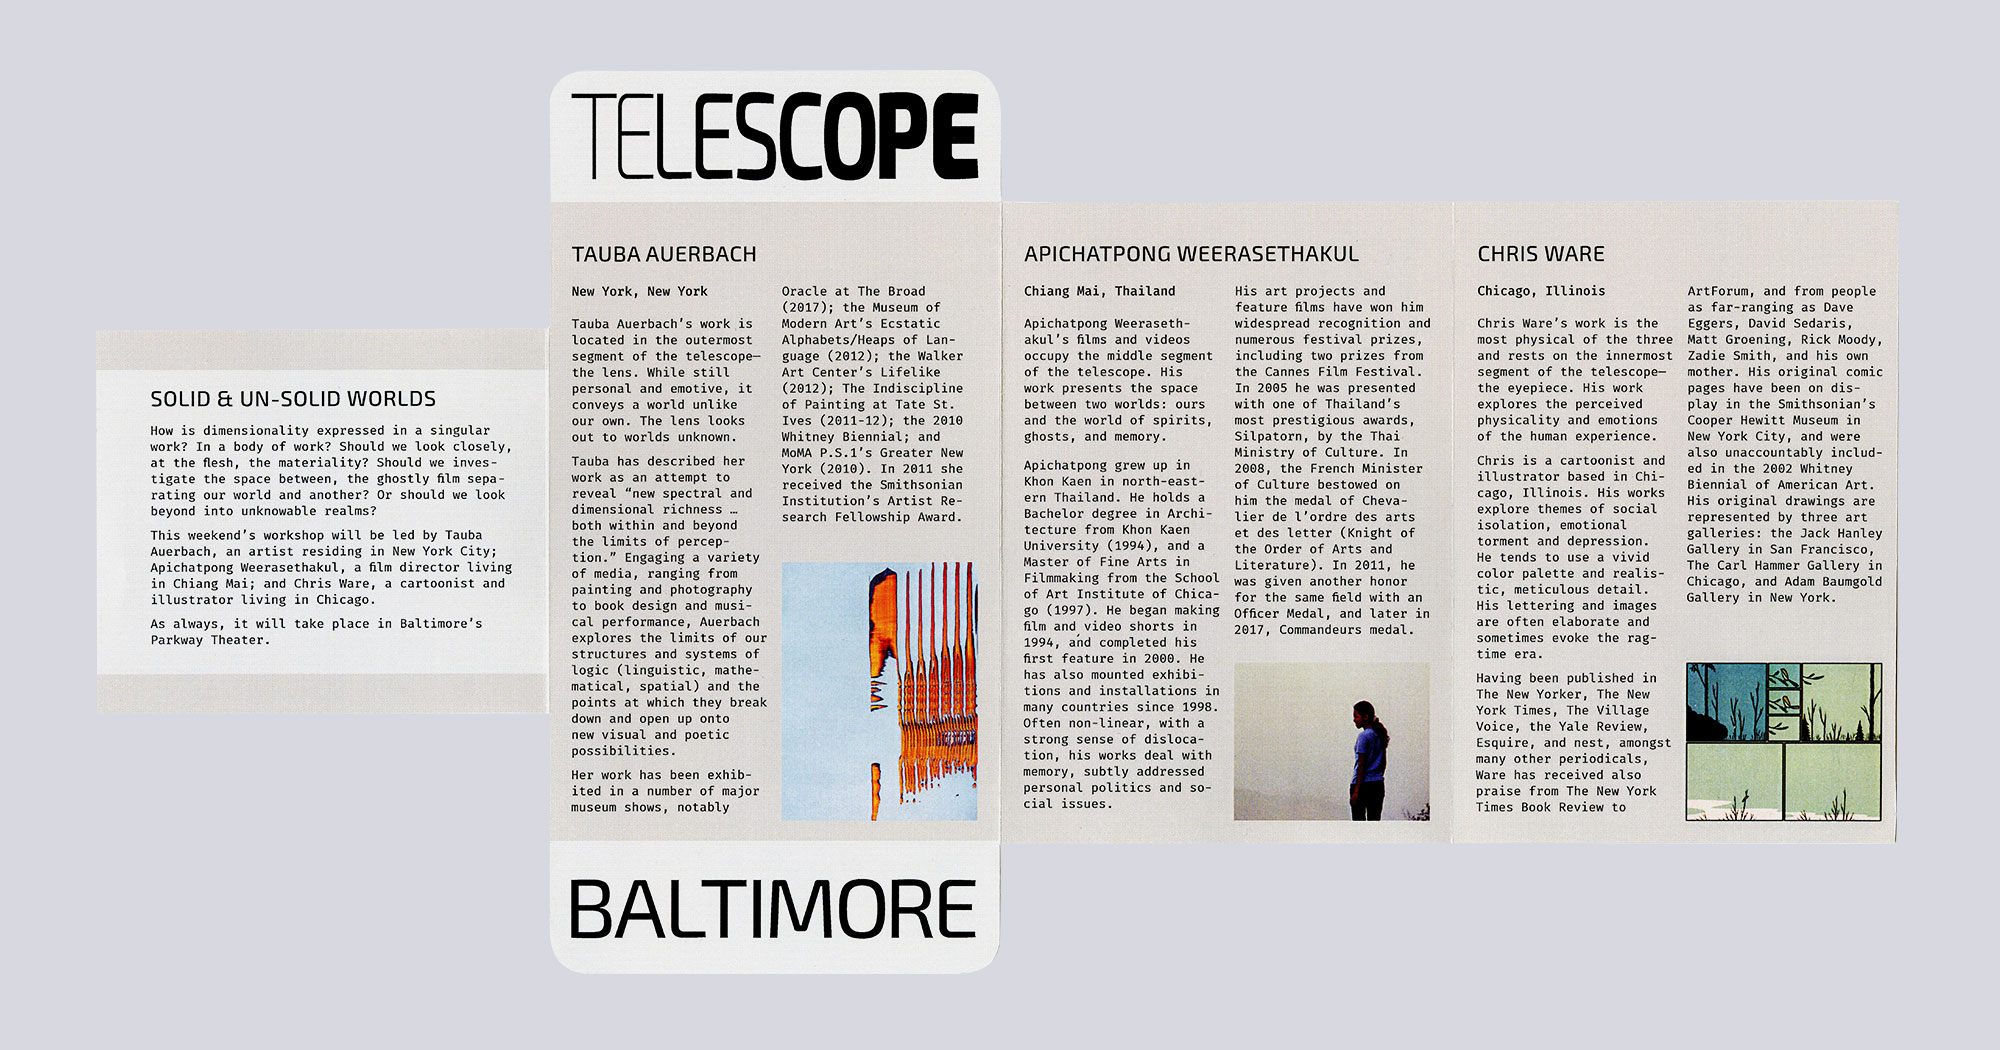 TELESCOPE
SOLID & UN-SOLID WORLDS
How is dimensionality expressed in a singular
work? In a body of work? Should we look closely,
at the flesh, the materiality? Should we inves-
tigate the space between, the ghostly film sepa-
rating our world and another? Or should we look
beyond into unknowable realms?
This weekend’s workshop will be led by Tauba
Auerbach, an artist residing in New York City;
Apichatpong Weerasethakul, a film director living
in Chiang Mai; and Chris Ware, a cartoonist and
illustrator living in Chicago.
As always, it will take place in Baltimore’s
Parkway Theater.
TAUBA AUERBACH
New York, New York
Tauba Auerbach’s work is
located in the outermost
segment of the telescope—
the lens. While still
personal and emotive, it
conveys a world unlike
our own. The lens looks
out to worlds unknown.
Tauba has described her
work as an attempt to
reveal “new spectral and
dimensional richness …
both within and beyond
the limits of percep-
tion.” Engaging a variety
of media, ranging from
painting and photography
to book design and musi-
cal performance, Auerbach
explores the limits of our
structures and systems of
logic (linguistic, mathe-
matical, spatial) and the
points at which they break
down and open up onto
new visual and poetic
possibilities.
Her work has been exhib-
ited in a number of major
museum shows, notably
Oracle at The Broad
(2017); the Museum of
Modern Art’s Ecstatic
Alphabets/Heaps of Lan-
guage (2012); the Walker
Art Center’s Lifelike
(2012); The Indiscipline
of Painting at Tate St.
Ives (2011-12); the 2010
Whitney Biennial; and
MoMA P.S.1’s Greater New
York (2010). In 2011 she
received the Smithsonian
Institution’s Artist Re-
search Fellowship Award.
APICHATPONG WEERASETHAKUL
Chiang Mai, Thailand
Apichatpong Weeraseth-
akul’s films and videos
occupy the middle segment
of the telescope. His
work presents the space
between two worlds: ours
and the world of spirits,
ghosts, and memory.
Apichatpong grew up in
Khon Kaen in north-east-
ern Thailand. He holds a
Bachelor degree in Archi-
tecture from Khon Kaen
University (1994), and a
Master of Fine Arts in
Filmmaking from the School
of Art Institute of Chica-
go (1997). He began making
film and video shorts in
1994, and completed his
first feature in 2000. He
has also mounted exhibi-
tions and installations in
many countries since 1998.
Often non-linear, with a
strong sense of disloca-
tion, his works deal with
memory, subtly addressed
personal politics and so-
cial issues.
His art projects and
feature films have won him
widespread recognition and
numerous festival prizes,
including two prizes from
the Cannes Film Festival.
In 2005 he was presented
with one of Thailand’s
most prestigious awards,
Silpatorn, by the Thai
Ministry of Culture. In
2008, the French Minister
of Culture bestowed on
him the medal of Cheva-
lier de l’ordre des arts
et des letter (Knight of
the Order of Arts and
Literature). In 2011, he
was given another honor
for the same field with an
Officer Medal, and later in
2017, Commandeurs medal.
CHRIS WARE
Chicago, Illinois
Chris Ware’s work is the
most physical of the three
and rests on the innermost
segment of the telescope—
the eyepiece. His work
explores the perceived
physicality and emotions
of the human experience.
Chris is a cartoonist and
illustrator based in Chi-
cago, Illinois. His works
explore themes of social
isolation, emotional
torment and depression.
He tends to use a vivid
color palette and realis-
tic, meticulous detail.
His lettering and images
are often elaborate and
sometimes evoke the rag-
time era.
Having been published in
The New Yorker, The New
York Times, The Village
Voice, the Yale Review,
Esquire, and nest, amongst
many other periodicals,
Ware has received also
praise from The New York
Times Book Review to
ArtForum, and from people
as far-ranging as Dave
Eggers, David Sedaris,
Matt Groening, Rick Moody,
Zadie Smith, and his own
mother. His original comic
pages have been on dis-
play in the Smithsonian’s
Cooper Hewitt Museum in
New York City, and were
also unaccountably includ-
ed in the 2002 Whitney
Biennial of American Art.
His original drawings are
represented by three art
galleries: the Jack Hanley
Gallery in San Francisco,
The Carl Hammer Gallery in
Chicago, and Adam Baumgold
Gallery in New York.
BALTIMORE